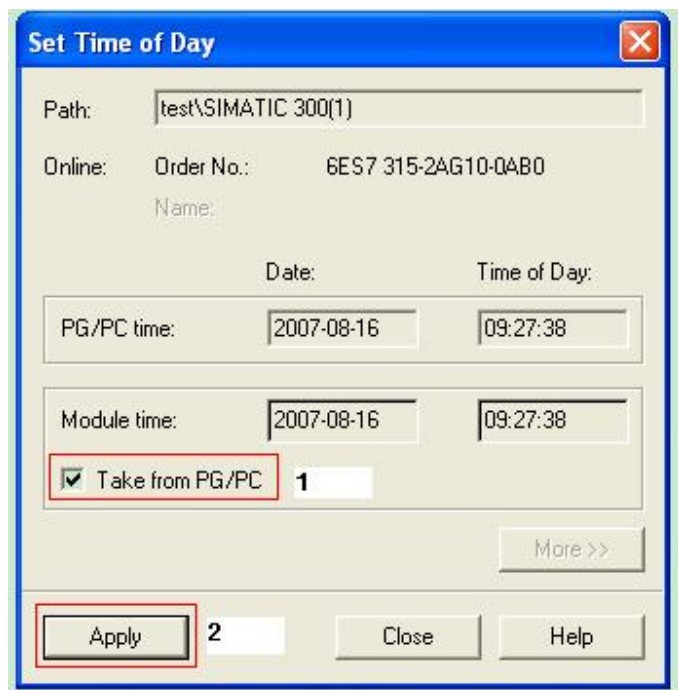 Set Time of Day
Path: test\SIMATIC 300(1)
Online: Order No.: 6ES7 315-2AG10-0AB0
Name:
Date: Time of Day:
PG/PC time: 2007-08-16 09:27:38
Module time: 2007-08-16 09:27:38
Take from PG/PC 1
More >>
Apply 2 Close Help